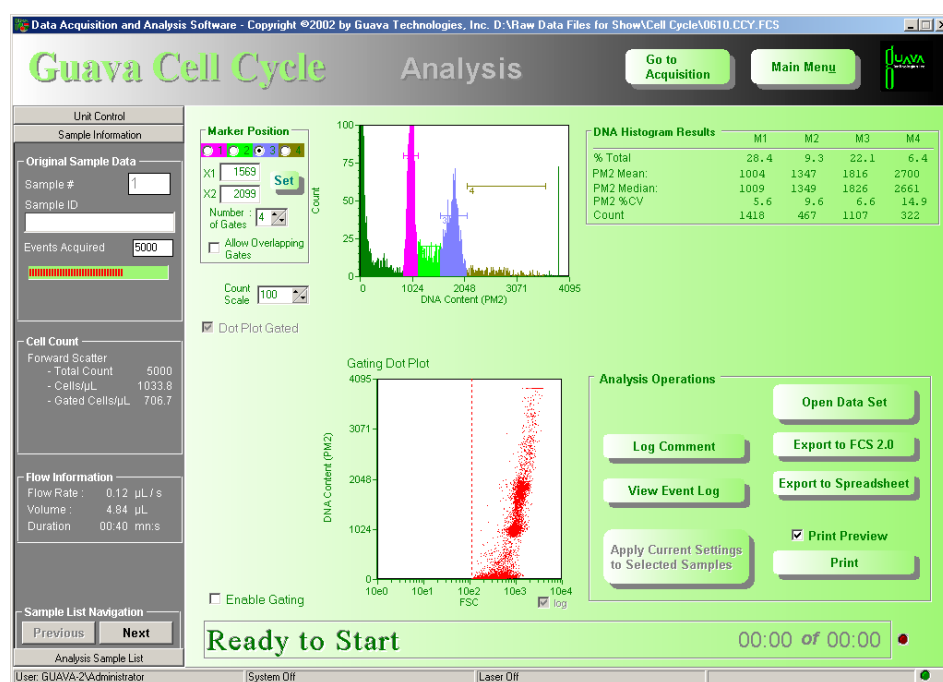 Data Acquisition and Analysis Software - Copyright ©2002 by Guava Technologies, Inc. D:\Raw Data Files for Show\Cell Cycle\0610.CCY.FCS
Guava Cell Cycle
Analysis
Go to
Acquisition
Main Menu
guava
Unit Control
Sample Information
Original Sample Data
Sample # 1
Sample ID
Events Acquired 5000
Cell Count
Forward Scatter
- Total Count 5000
- Cells/µL 1033.8
- Gated Cells/µL 706.7
Flow Information
Flow Rate : 0.12 µL / s
Volume : 4.84 µL
Duration 00:40 mn:s
Sample List Navigation
Previous Next
Analysis Sample List
Marker Position
1 2 3 4
X1 1569
X2 2099
Set
Number :
of Gates 4
Allow Overlapping
Gates
Count
Scale 100
Dot Plot Gated
100
75
50
25
0
Count
4
3
0 1024 2048 3071 4095
DNA Content (PM2)
DNA Histogram Results M1 M2 M3 M4
% Total 28.4 9.3 22.1 6.4
PM2 Mean: 1004 1347 1816 2700
PM2 Median: 1009 1349 1826 2661
PM2 %CV 5.6 9.6 6.6 14.9
Count 1418 467 1107 322
Gating Dot Plot
4095
3071
2048
1024
0
DNA Content (PM2)
10e0 10e1 10e2 10e3 10e4
FSC
log
Enable Gating
Analysis Operations
Open Data Set
Log Comment
Export to FCS 2.0
View Event Log
Export to Spreadsheet
Apply Current Settings
to Selected Samples
Print Preview
Print
Ready to Start
00:00 of 00:00
User: GUAVA-2\Administrator
System Off
Laser Off